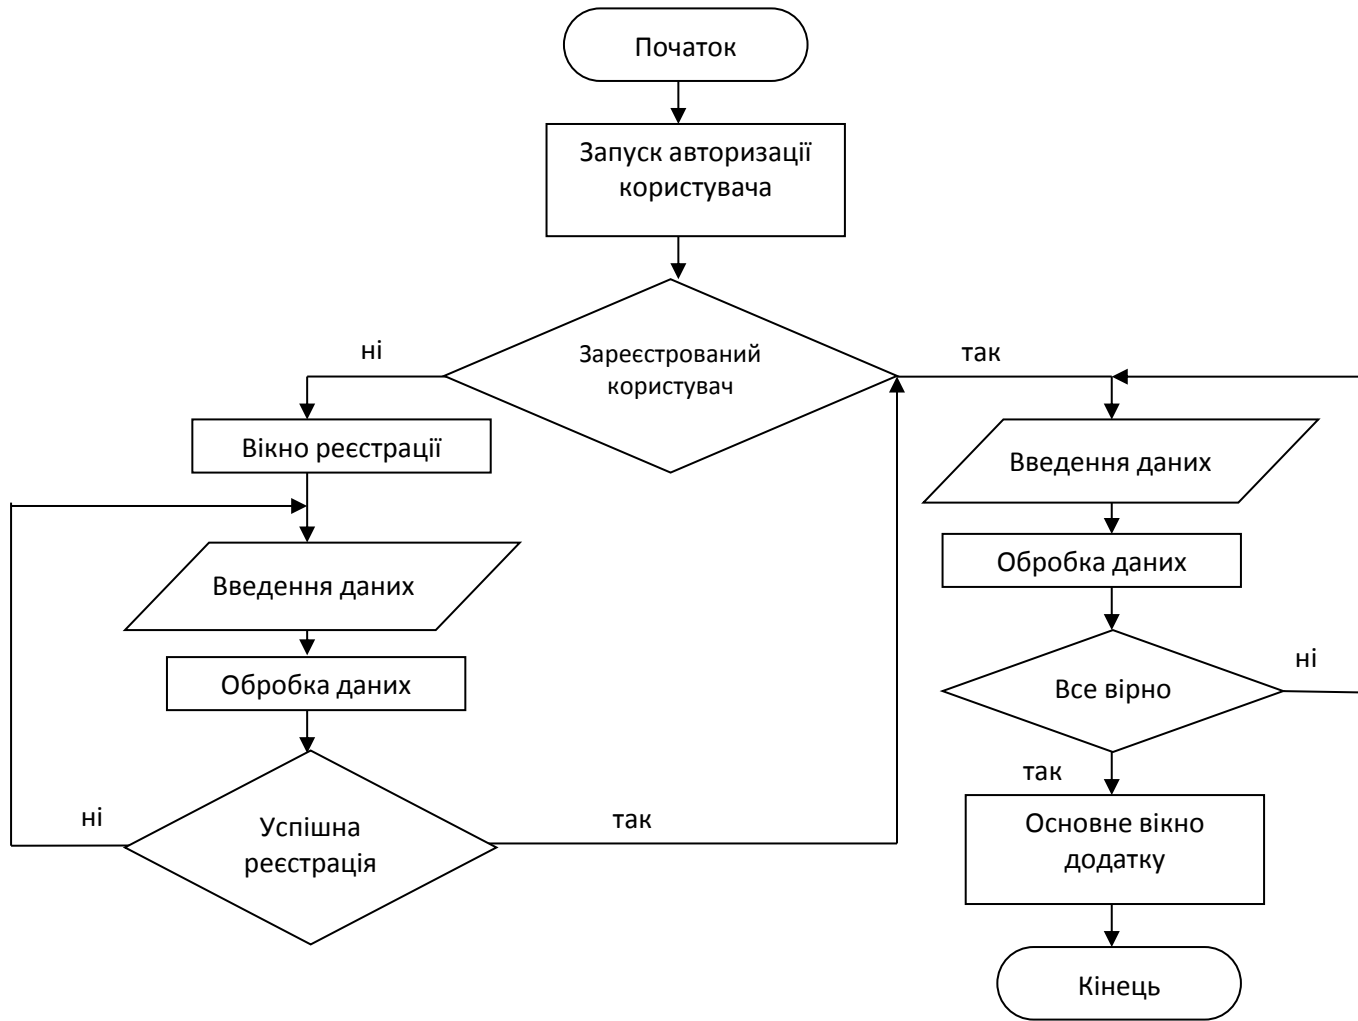 Початок
Запуск авторизації
користувача
ні
Зареєстрований
користувач
так
Вікно реєстрації
Введення даних
Обробка даних
ні
Успішна
реєстрація
так
Введення даних
Обробка даних
Все вірно
ні
так
Основне вікно
додатку
Кінець